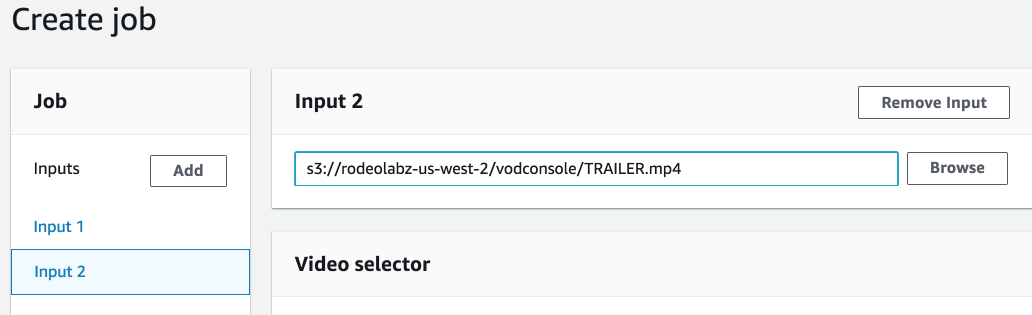 Create job
Job
Inputs
Add
Input 1
Input 2
Input 2
Remove Input
s3://rodeolabz-us-west-2/vodconsole/TRAILER.mp4
Browse
Video selector